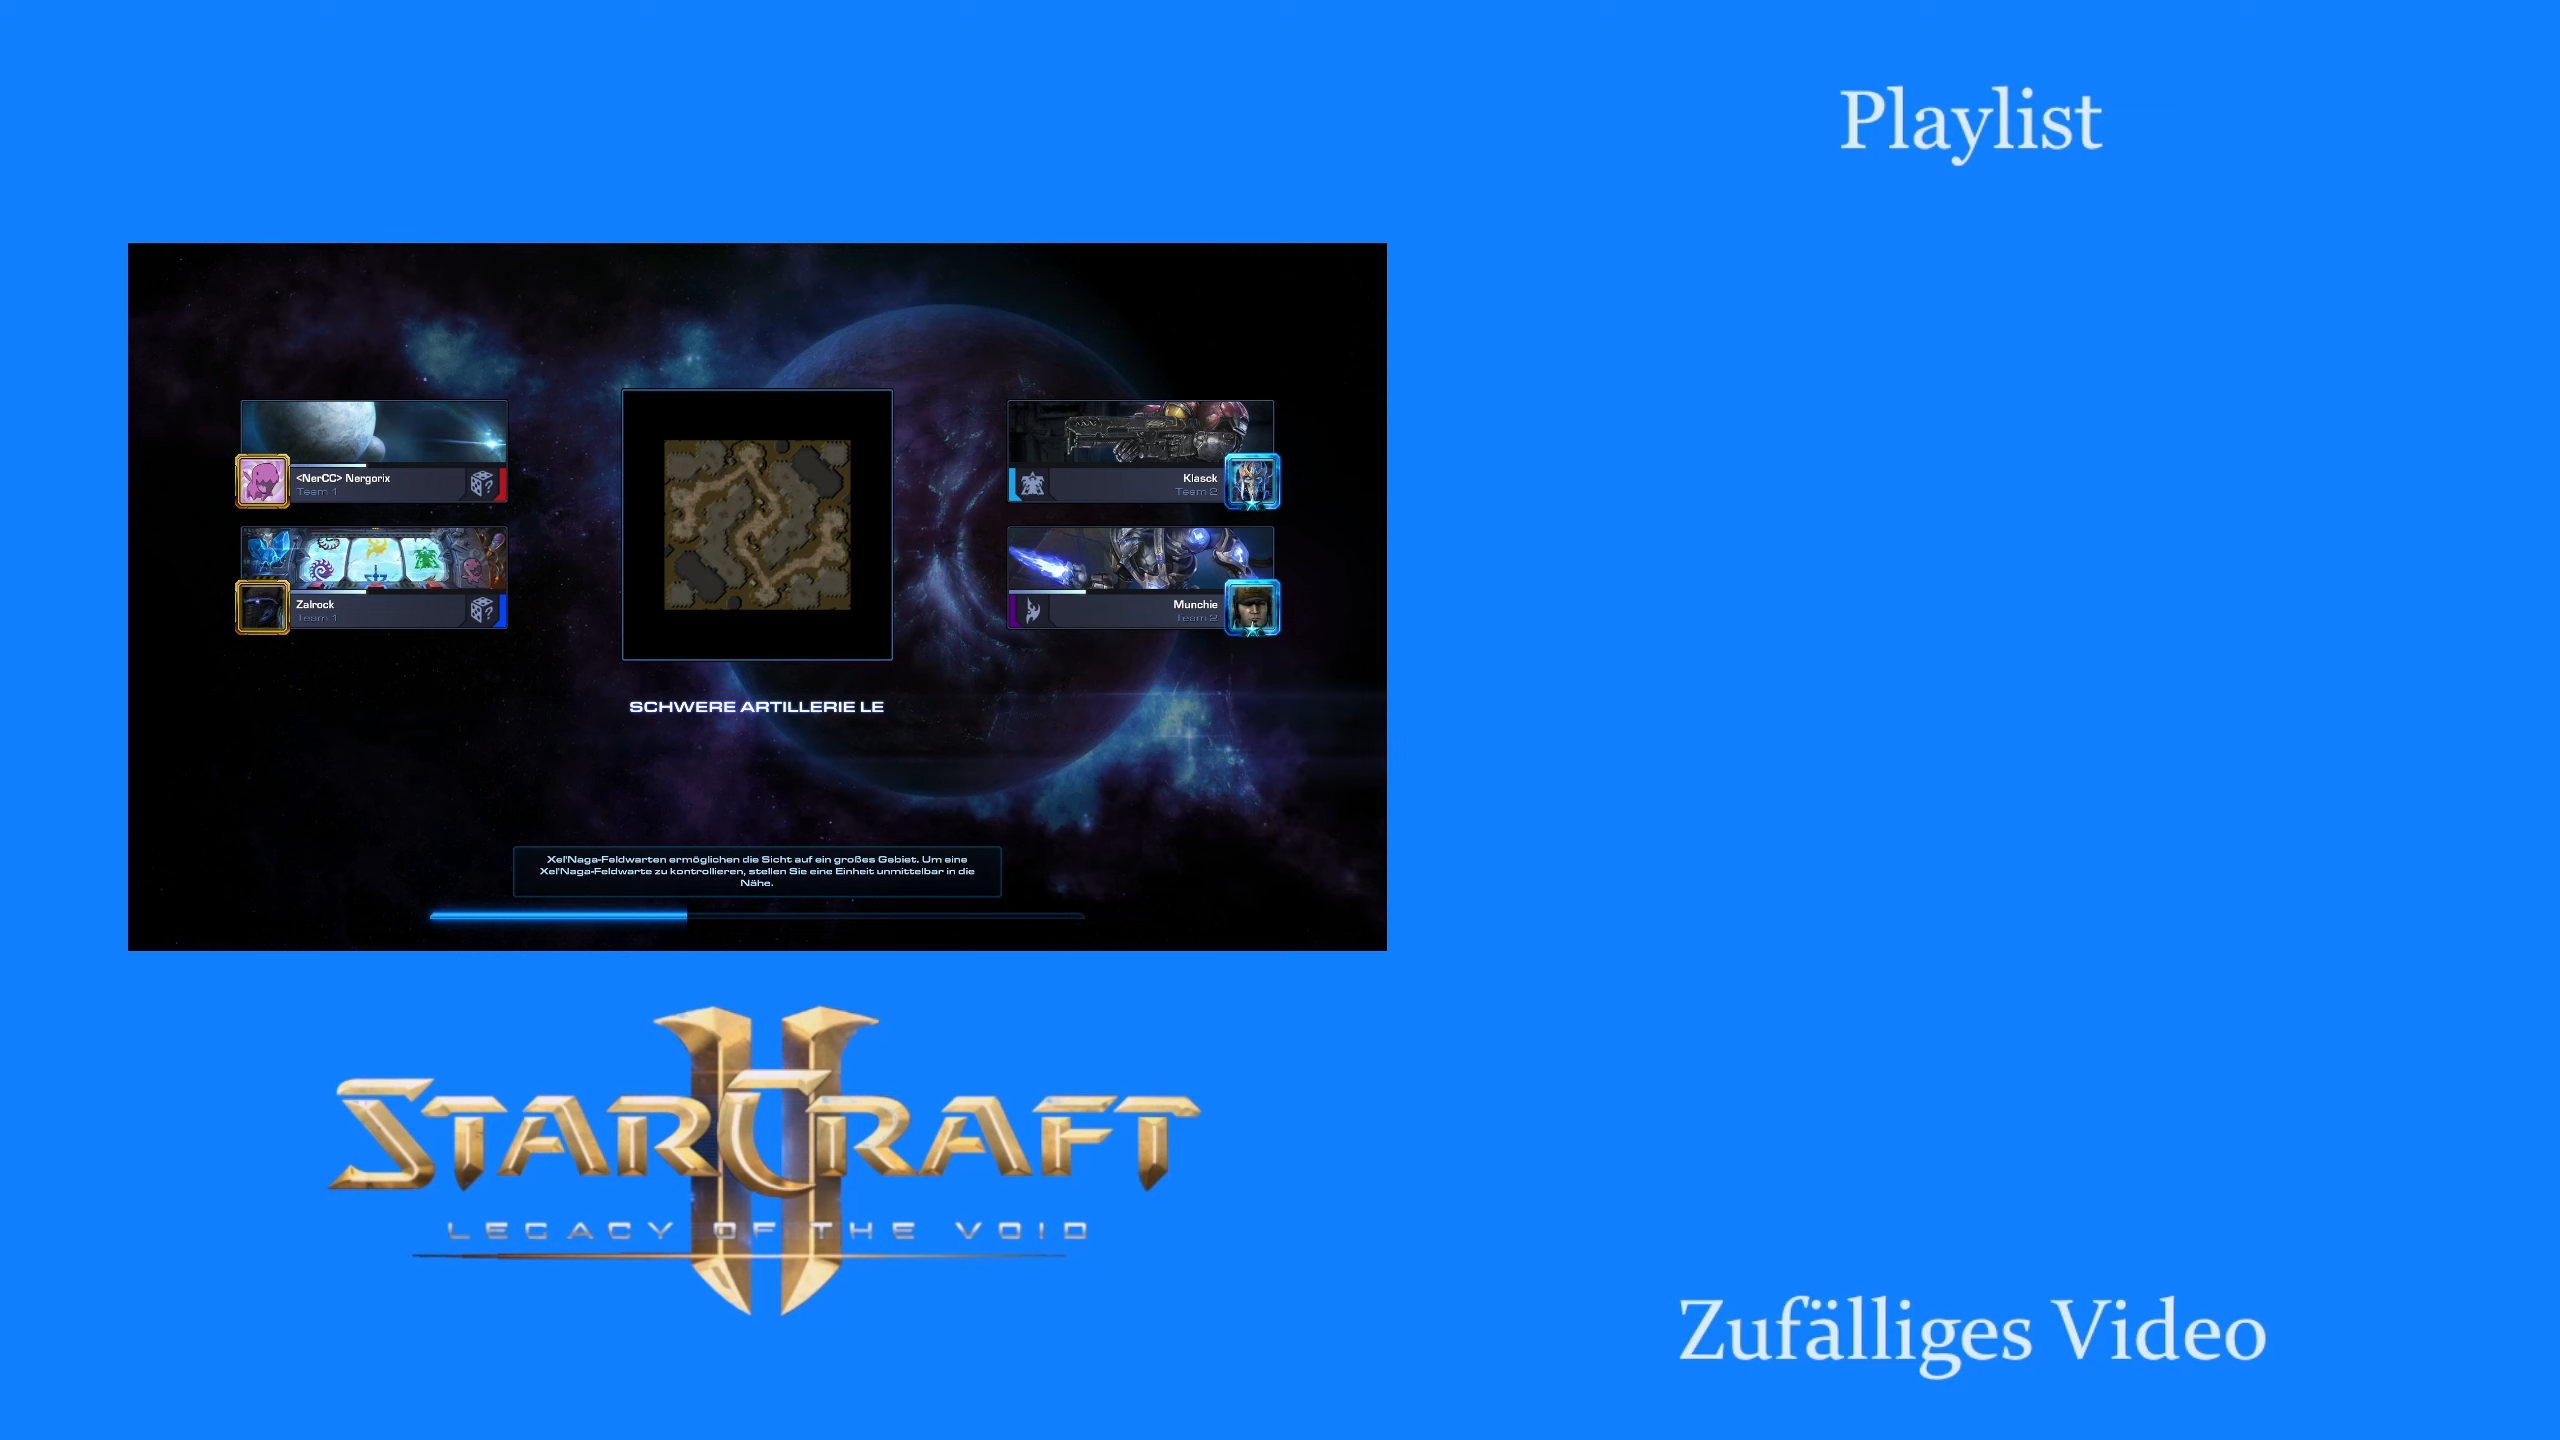 Playlist
<NerCC> Nergorix
Team 1
Zalrock
Team 1
Klasck
Team 2
Munchie
Team 2
SCHWERE ARTILLERIE LE
Xel'Naga-Feldwarten ermöglichen die Sicht auf ein großes Gebiet. Um eine
Xel'Naga-Feldwarte zu kontrollieren, stellen Sie eine Einheit unmittelbar in die
Nähe.
STARCRAFT
II
LEGACY OF THE VOID
Zufälliges Video